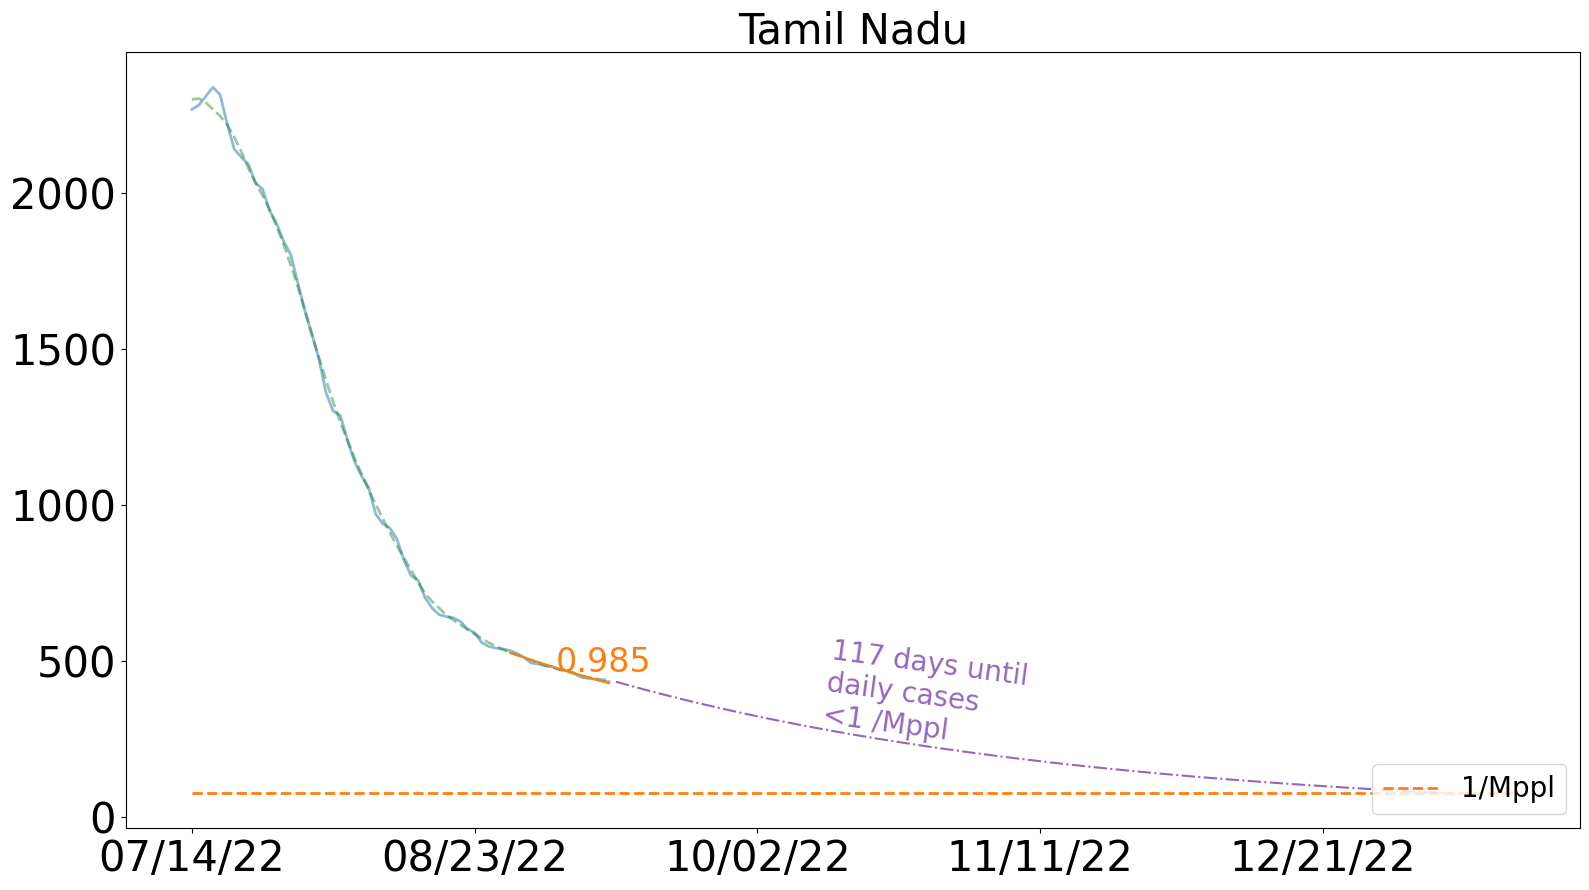 Tamil Nadu
2000
1500
1000
500
0
0.985
117 days until
daily cases
<1 /Mppl
1/Mppl
07/14/22
08/23/22
10/02/22
11/11/22
12/21/22